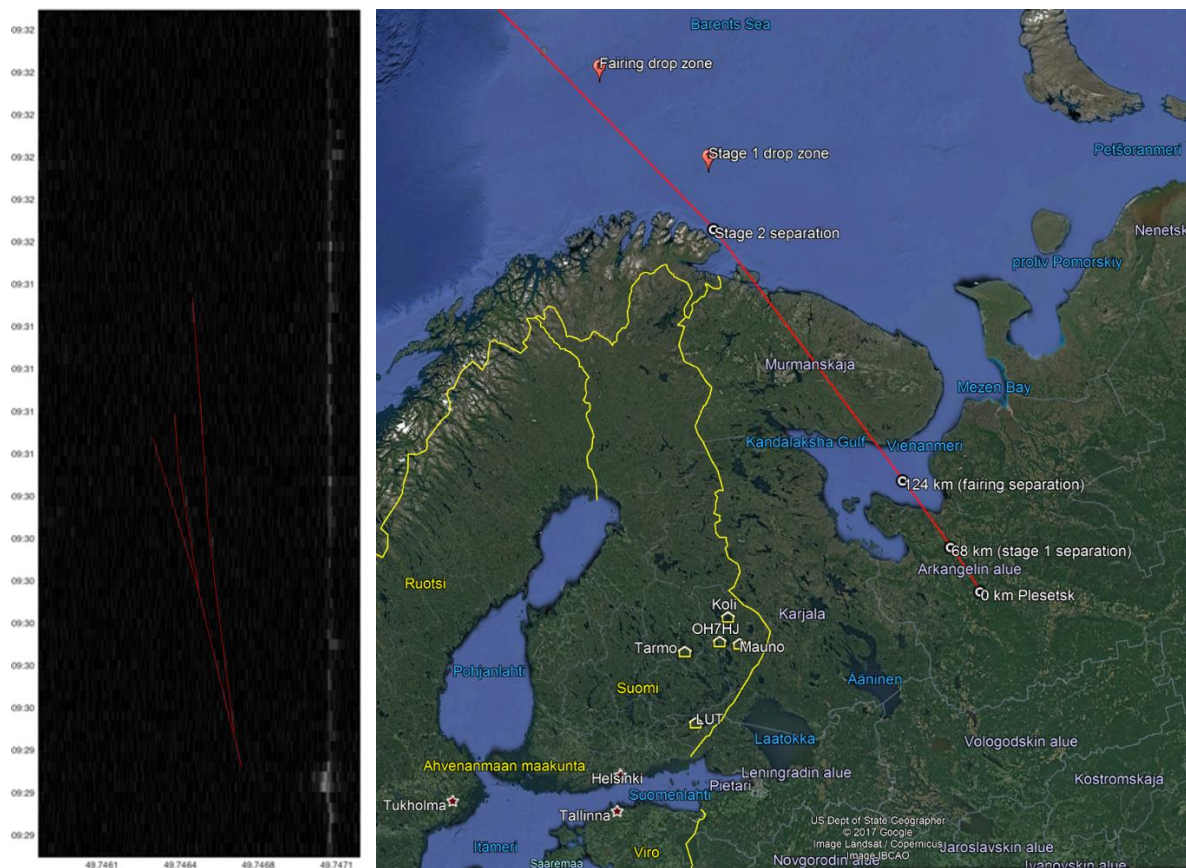 09:32
09:32
09:32
09:32
09:32
09:32
09:31
09:31
09:31
09:31
09:31
09:30
09:30
09:30
09:30
09:30
09:30
09:29
09:29
09:29
49.7461
49.7464
49.7468
49.7471
Barents Sea
Fairing drop zone
Stage 1 drop zone
Petšoranmeri
Stage 2 separation
Nenetsk
proliv Pomorskiy
Murmanskaja
Mezen Bay
Kandalaksha Gulf
Vienanmeri
124 km (fairing separation)
68 km (stage 1 separation)
Arkangelin alue
0 km Plesetsk
Ruotsi
Koli
Karjala
OH7HJ
Tarmo
Mauno
Pohjanlahti
Suomi
Ääninen
LUT
Laatokka
Vologodskin alue
Ahvenanmaan maakunta
Helsinki
Leningradin alue
Pietari
Kostromskaja
Suomenlahti
Tukholma
Tallinna
US Dept of State Geographer
© 2017 Google
Image Landsat / Copernicus
Image IBCAO
Itämeri
Viro
Jaroslavskin alue
Saaremaa
Novgorodin alue
Ivanovskin alue